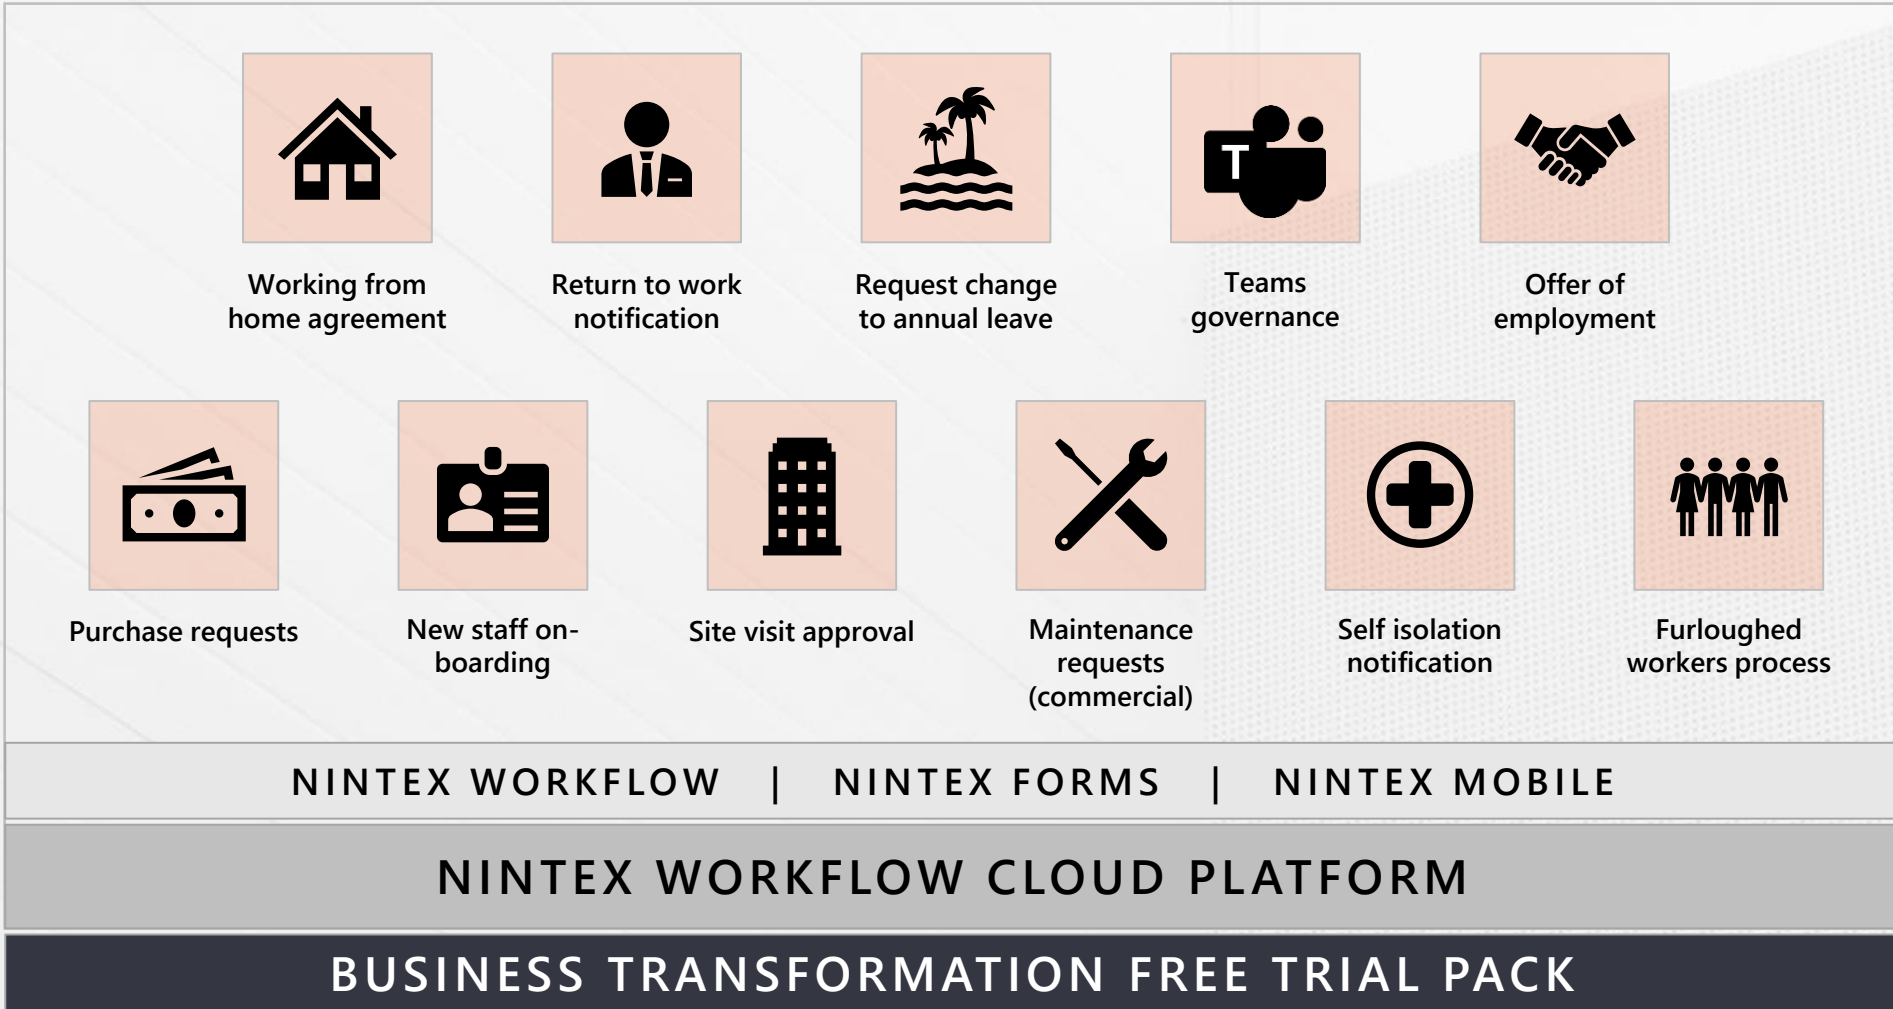 T
Working from
home agreement
Return to work
notification
Request change
to annual leave
Teams
governance
Offer of
employment
Purchase requests
New staff on-
boarding
Site visit approval
Maintenance
requests
(commercial)
Self isolation
notification
Furloughed
workers process
NINTEX WORKFLOW | NINTEX FORMS | NINTEX MOBILE
NINTEX WORKFLOW CLOUD PLATFORM
BUSINESS TRANSFORMATION FREE TRIAL PACK